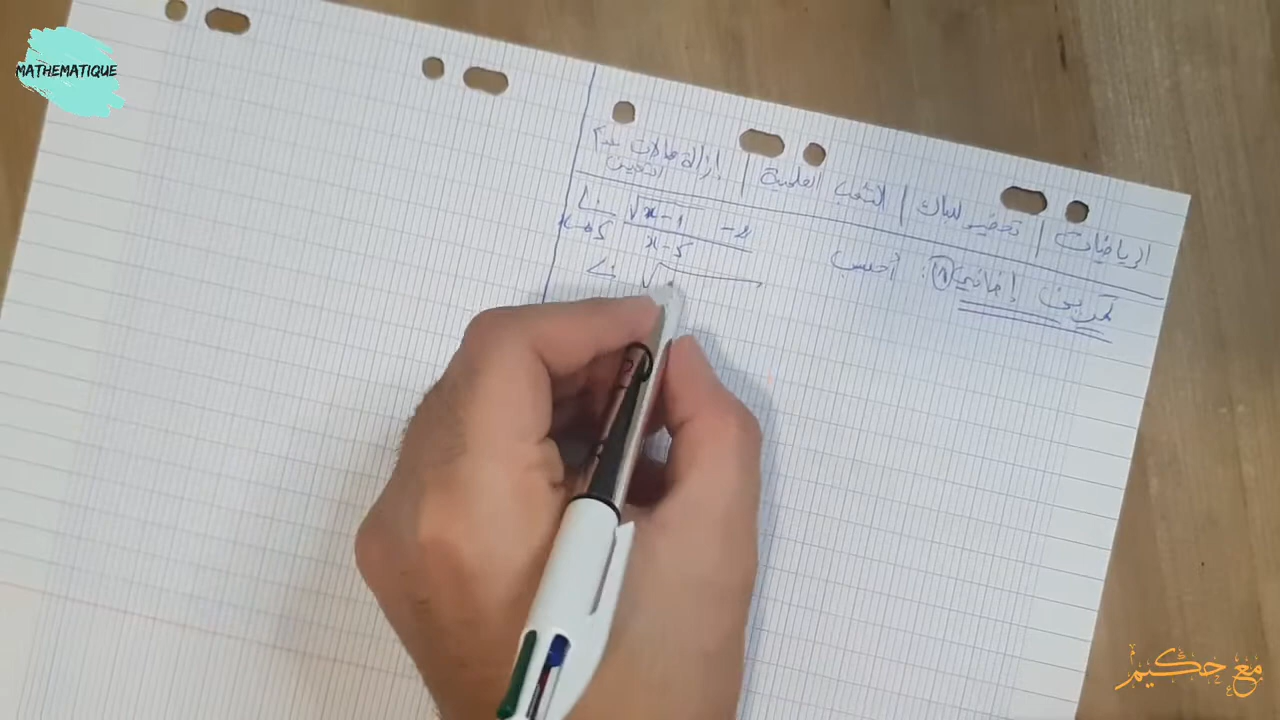 MATHEMATIQUE
الرياضيات | تحضير للباك | الشعب العلمية | إزالة حالات عدم التعيين
تمرين إضافي ⑱: أحسب
Lim x→5 (√x-1 -2)/(x-5)
مع حكيم